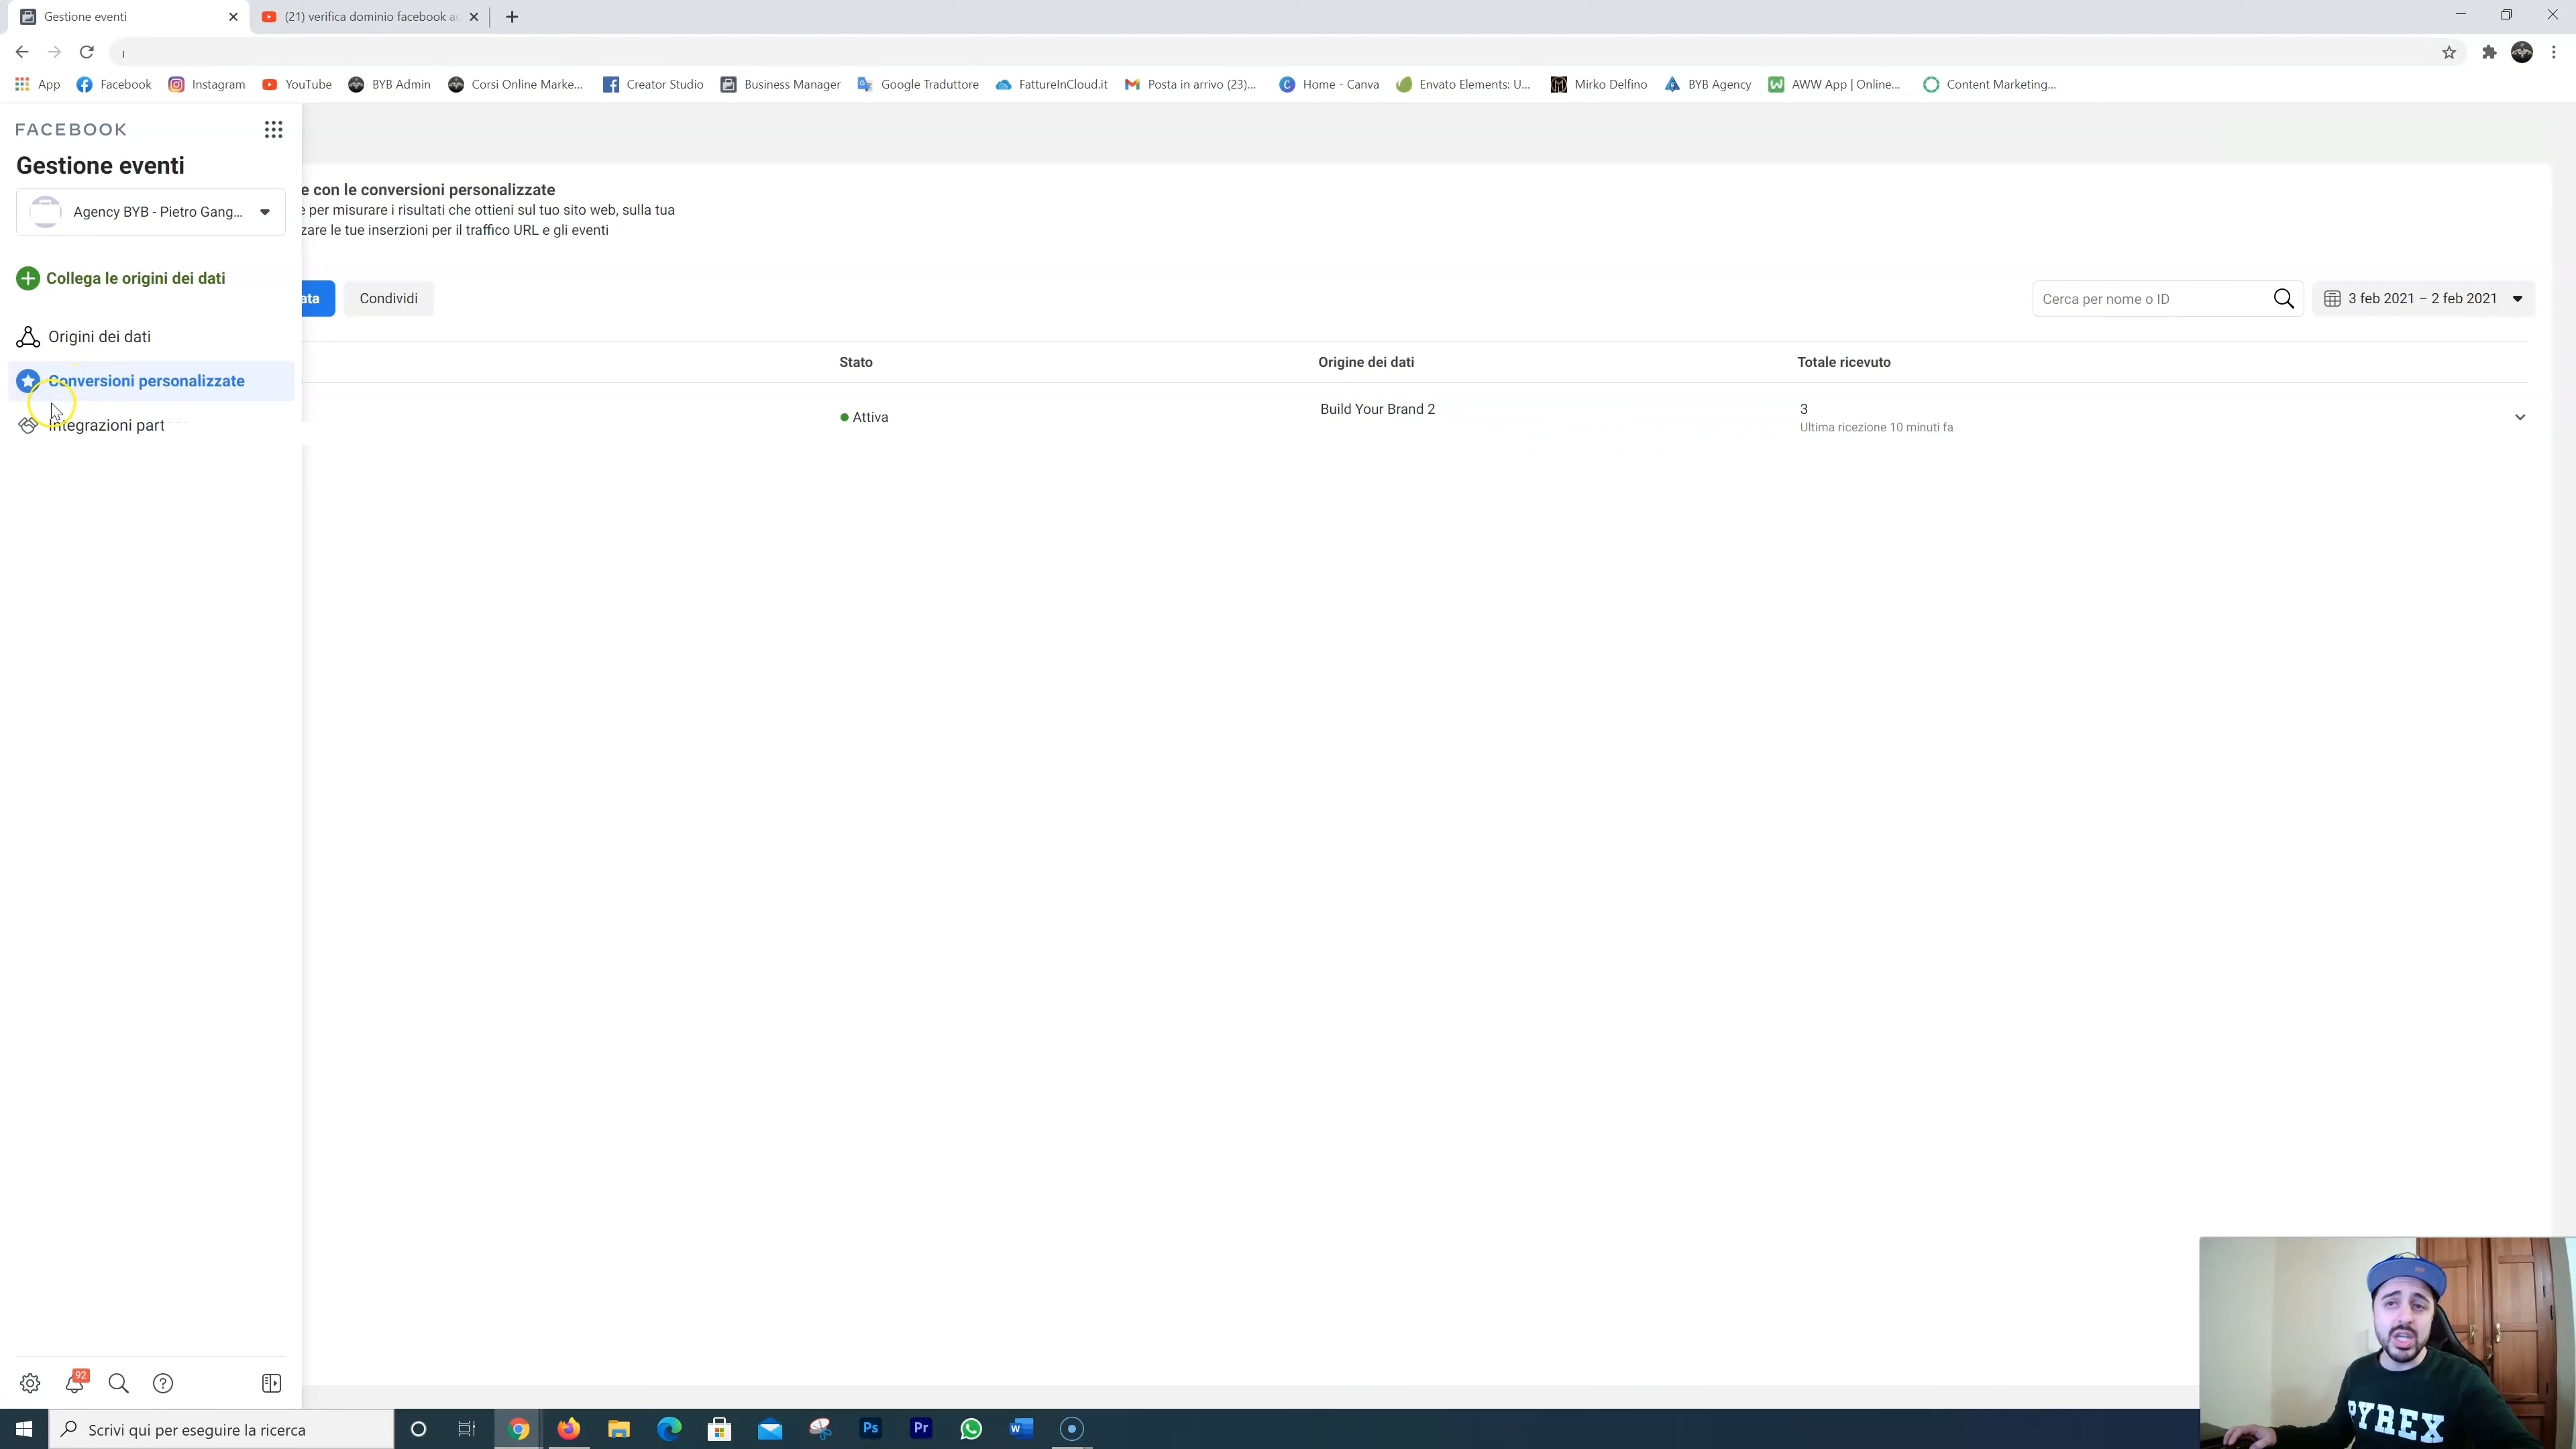 Gestione eventi
(21) verifica dominio facebook
App
Facebook
Instagram
YouTube
BYB Admin
Corsi Online Marke...
Creator Studio
Business Manager
Google Traduttore
FattureInCloud.it
Posta in arrivo (23)...
Home - Canva
Envato Elements: U...
Mirko Delfino
BYB Agency
AWW App | Online...
Content Marketing...
FACEBOOK
Gestione eventi
Agency BYB - Pietro Gang...
Collega le origini dei dati
Origini dei dati
Conversioni personalizzate
Integrazioni part
e con le conversioni personalizzate
e per misurare i risultati che ottieni sul tuo sito web, sulla tua
zare le tue inserzioni per il traffico URL e gli eventi
ata
Condividi
Cerca per nome o ID
3 feb 2021 – 2 feb 2021
Stato
Origine dei dati
Totale ricevuto
Attiva
Build Your Brand 2
3
Ultima ricezione 10 minuti fa
92
Scrivi qui per eseguire la ricerca
Ps
Pr
PYREX